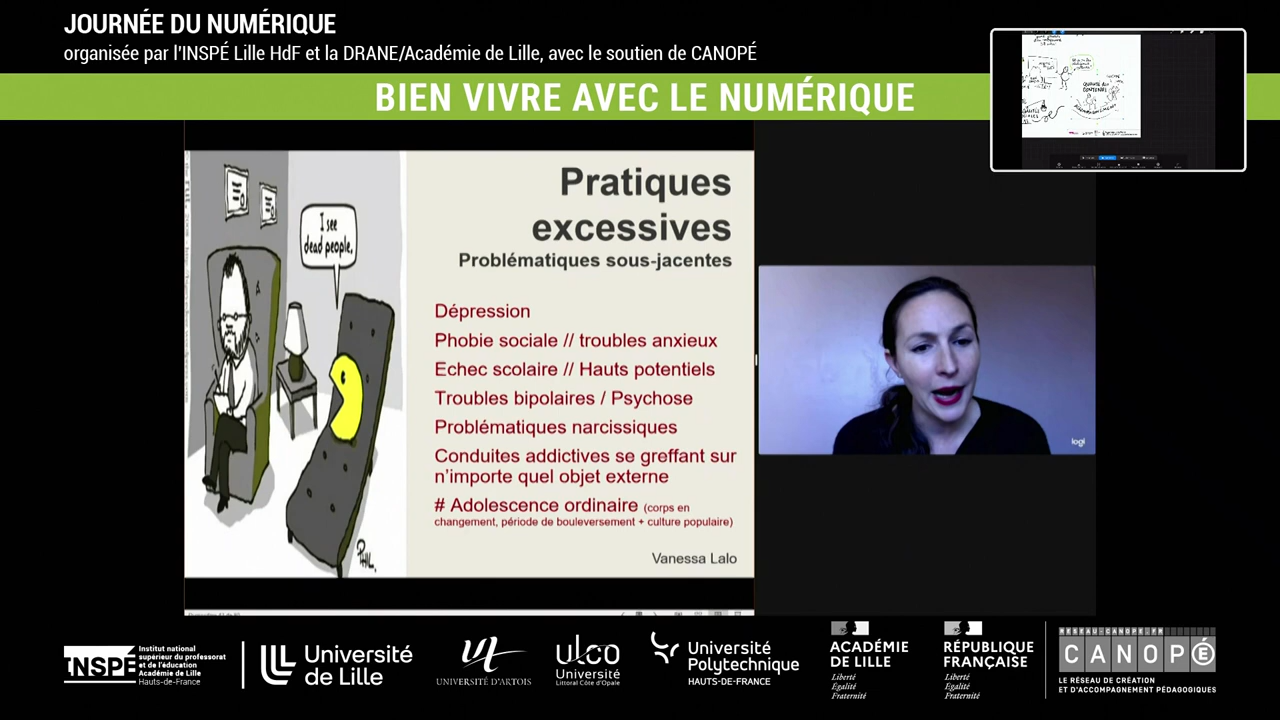 JOURNÉE DU NUMÉRIQUE
organisée par l'INSPÉ Lille HdF et la DRANE/Académie de Lille, avec le soutien de CANOPÉ
BIEN VIVRE AVEC LE NUMÉRIQUE
I see
dead people.
PHIL.
Pratiques
excessives
Problématiques sous-jacentes
Dépression
Phobie sociale // troubles anxieux
Echec scolaire // Hauts potentiels
Troubles bipolaires / Psychose
Problématiques narcissiques
Conduites addictives se greffant sur
n'importe quel objet externe
# Adolescence ordinaire (corps en
changement, période de bouleversement + culture populaire)
Vanessa Lalo
logi
INSPÉ
Institut national
supérieur du professorat
et de l'éducation
Académie de Lille
Hauts-de-France
Université
de Lille
UNIVERSITÉ D'ARTOIS
ULCO
Université
Littoral Côte d'Opale
Université
Polytechnique
HAUTS-DE-FRANCE
ACADÉMIE
DE LILLE
Liberté
Égalité
Fraternité
RÉPUBLIQUE
FRANÇAISE
Liberté
Égalité
Fraternité
RESEAU-CANOPE.FR
CANOPÉ
LE RÉSEAU DE CRÉATION
ET D'ACCOMPAGNEMENT PÉDAGOGIQUES